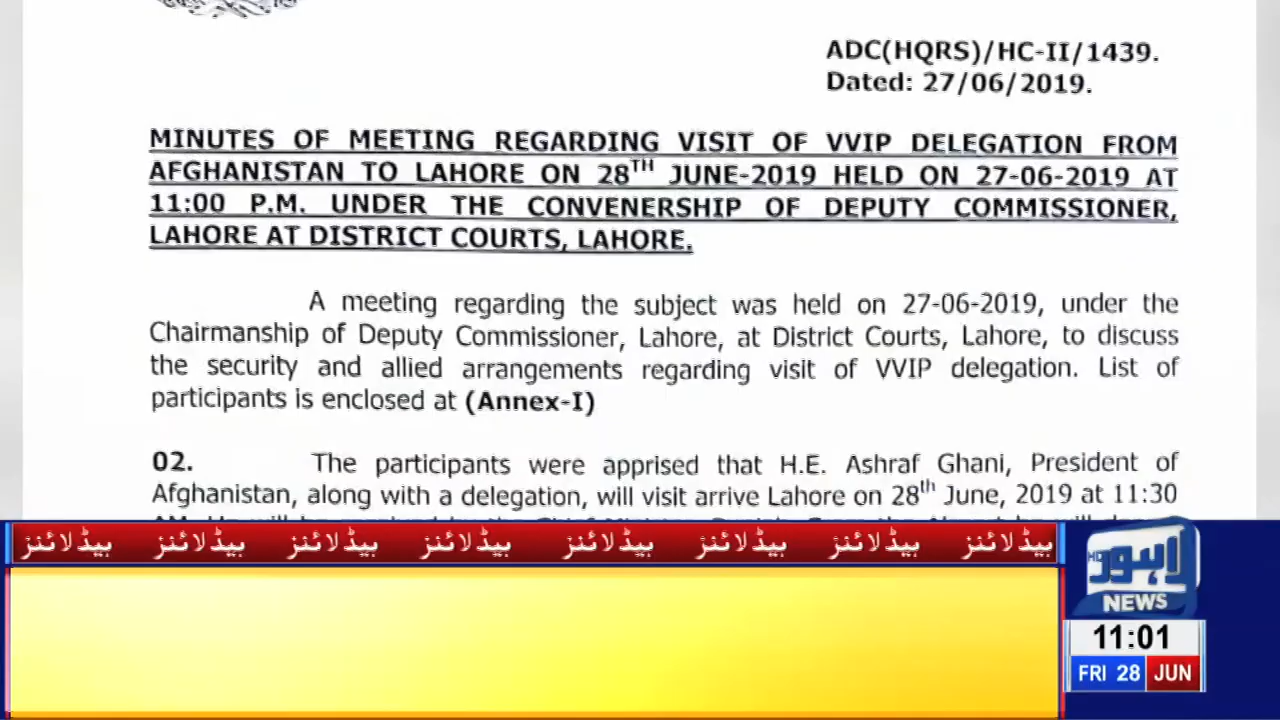 ADC(HQRS)/HC-II/1439.
Dated: 27/06/2019.
MINUTES OF MEETING REGARDING VISIT OF VVIP DELEGATION FROM
AFGHANISTAN TO LAHORE ON 28TH JUNE-2019 HELD ON 27-06-2019 AT
11:00 P.M. UNDER THE CONVENERSHIP OF DEPUTY COMMISSIONER,
LAHORE AT DISTRICT COURTS, LAHORE.
A meeting regarding the subject was held on 27-06-2019, under the
Chairmanship of Deputy Commissioner, Lahore, at District Courts, Lahore, to discuss
the security and allied arrangements regarding visit of VVIP delegation. List of
participants is enclosed at (Annex-I)
02. The participants were apprised that H.E. Ashraf Ghani, President of
Afghanistan, along with a delegation, will visit arrive Lahore on 28th June, 2019 at 11:30
ہیڈلائنز ہیڈلائنز ہیڈلائنز ہیڈلائنز ہیڈلائنز ہیڈلائنز ہیڈلائنز ہیڈلائنز
لاہور HD
NEWS
11:01
FRI 28 JUN